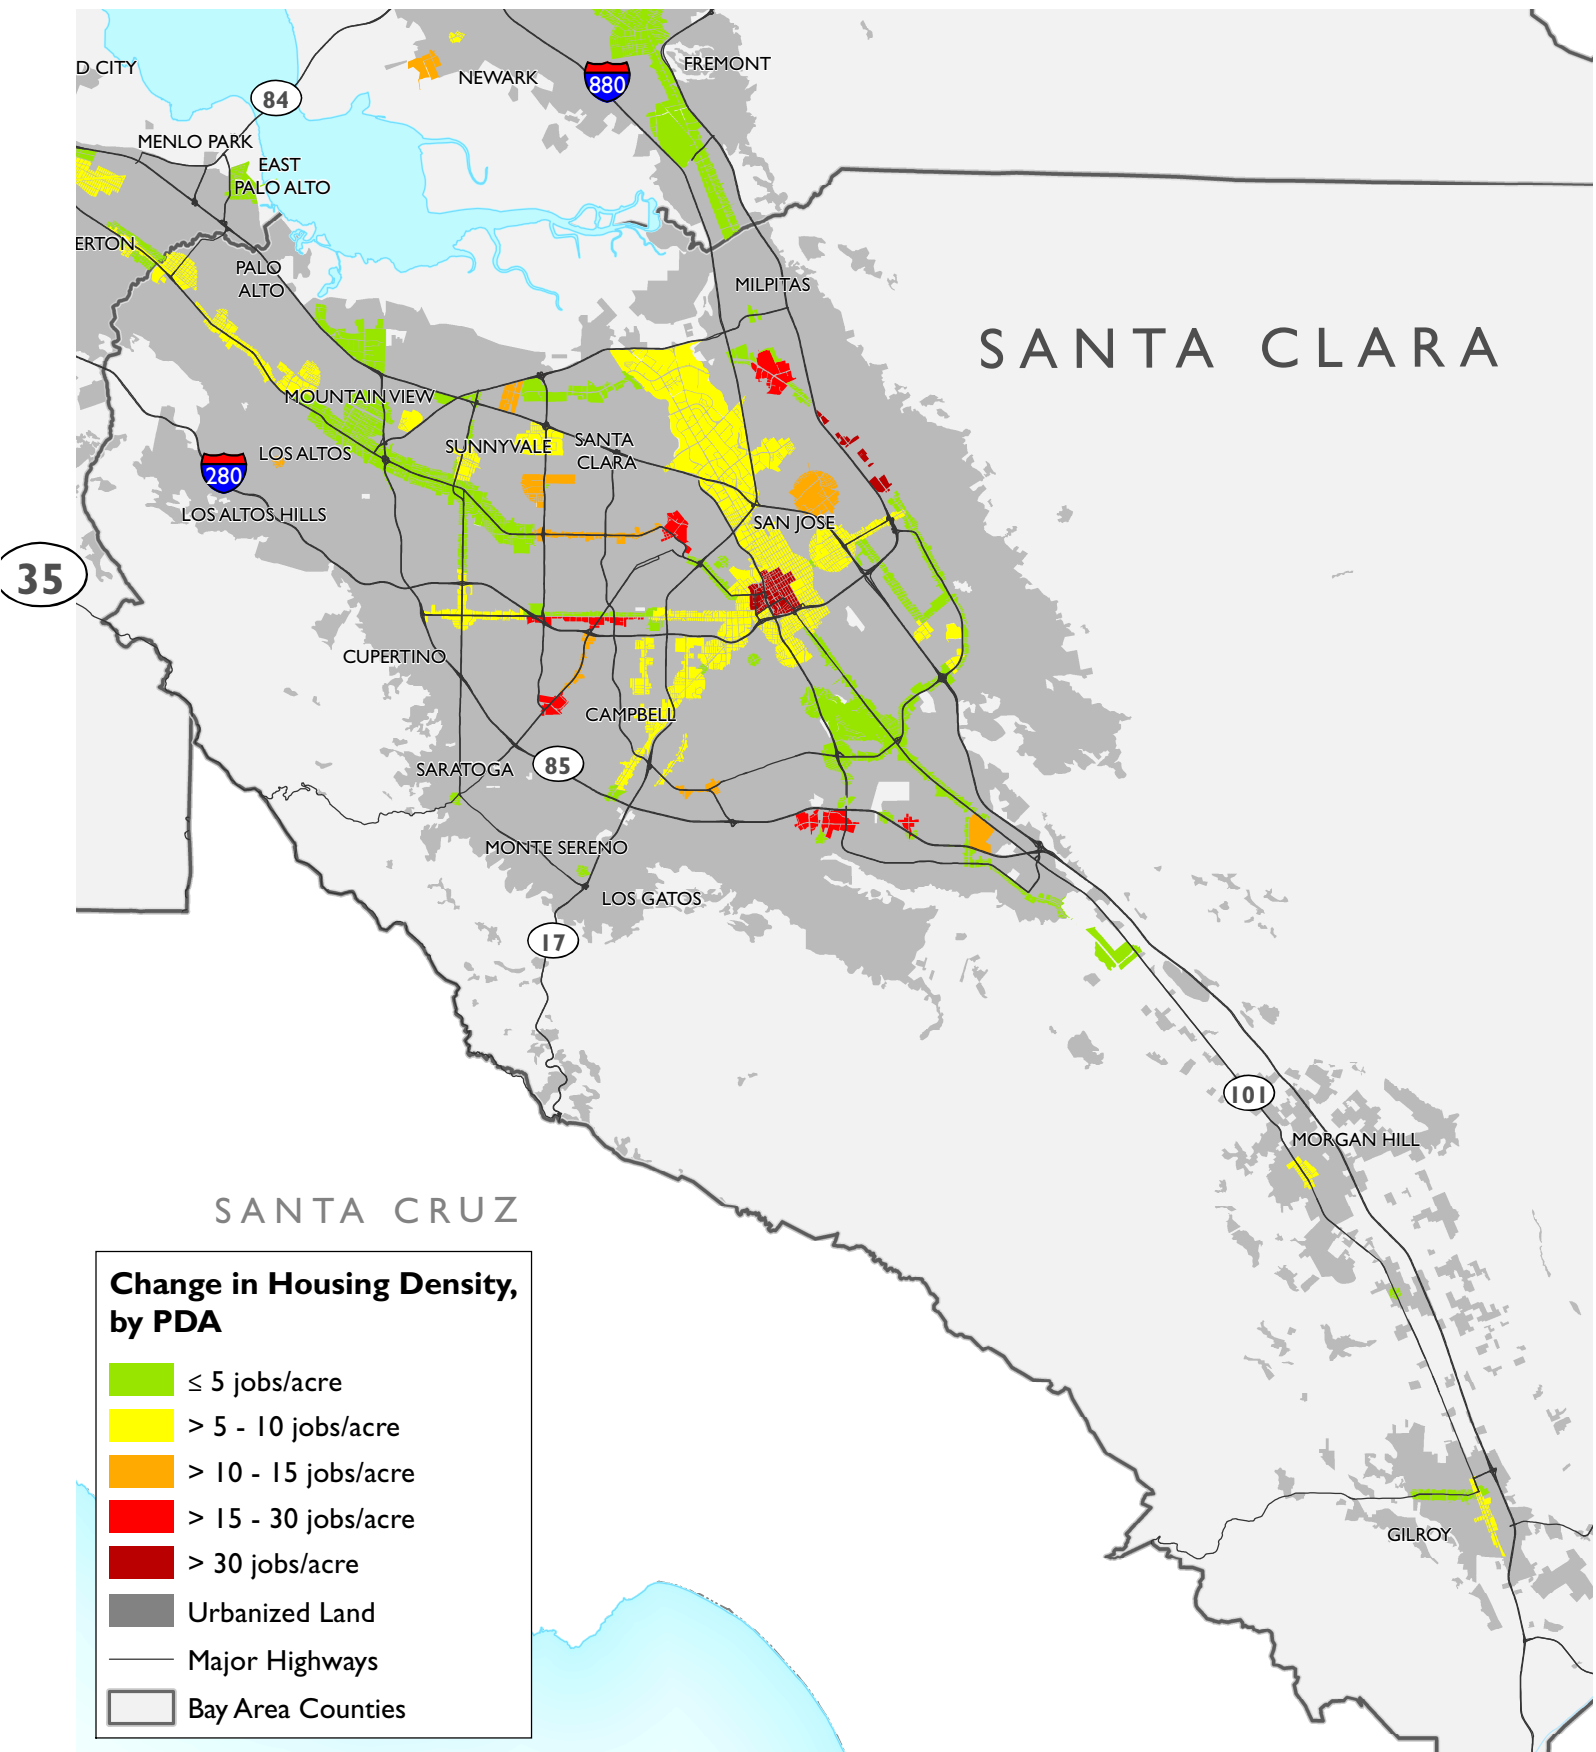 D CITY
84
NEWARK
880
FREMONT
MENLO PARK
EAST
PALO ALTO
ERTON
PALO
ALTO
MILPITAS
SANTA CLARA
MOUNTAIN VIEW
SUNNYVALE
SANTA
CLARA
LOS ALTOS
280
LOS ALTOS HILLS
SAN JOSE
35
CUPERTINO
CAMPBELL
SARATOGA
85
MONTE SERENO
LOS GATOS
17
101
MORGAN HILL
SANTA CRUZ
GILROY
Change in Housing Density,
by PDA
≤ 5 jobs/acre
> 5 - 10 jobs/acre
> 10 - 15 jobs/acre
> 15 - 30 jobs/acre
> 30 jobs/acre
Urbanized Land
Major Highways
Bay Area Counties